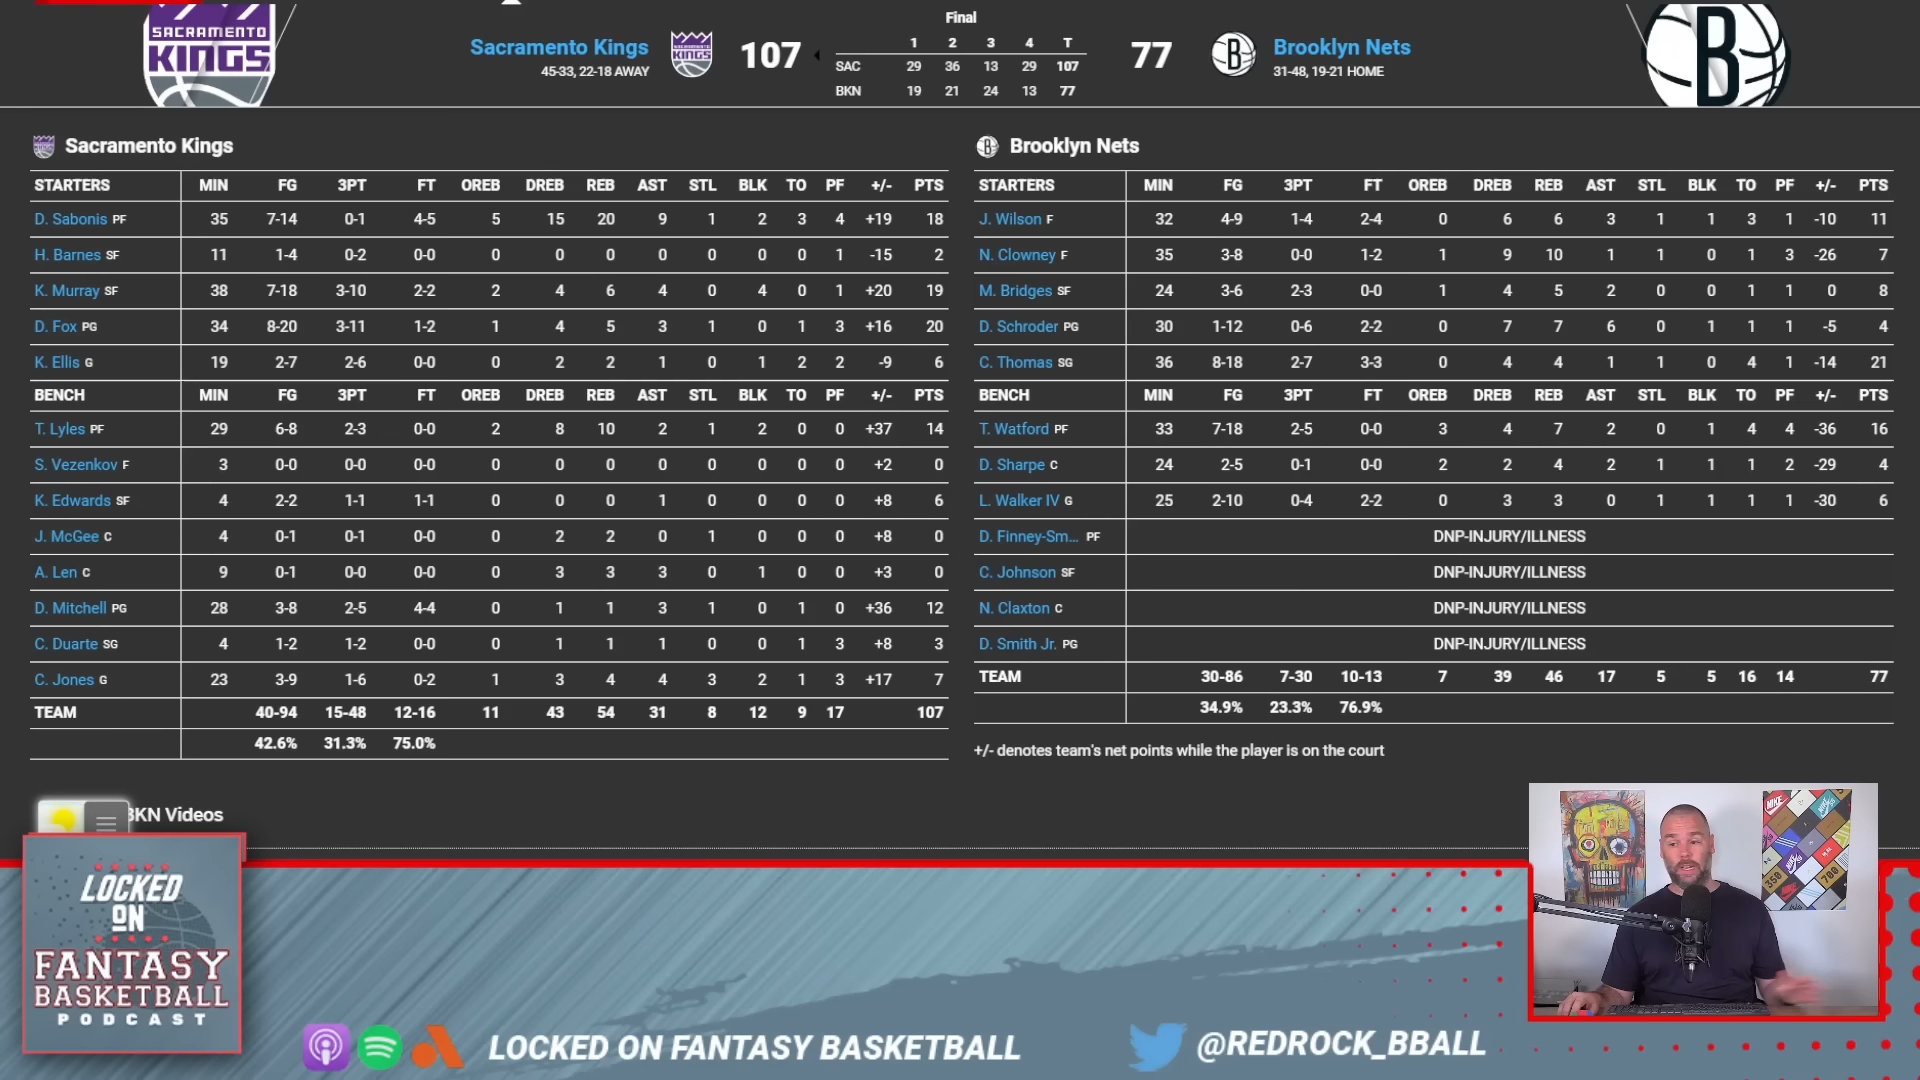 SACRAMENTO
KINGS
Sacramento Kings
45-33, 22-18 AWAY
SACRAMENTO
KINGS
107
Final
1 2 3 4 T
SAC 29 36 13 29 107
BKN 19 21 24 13 77
77
B
Brooklyn Nets
31-48, 19-21 HOME
B
Sacramento Kings
STARTERS MIN FG 3PT FT OREB DREB REB AST STL BLK TO PF +/- PTS
D. Sabonis PF 35 7-14 0-1 4-5 5 15 20 9 1 2 3 4 +19 18
H. Barnes SF 11 1-4 0-2 0-0 0 0 0 0 0 0 0 1 -15 2
K. Murray SF 38 7-18 3-10 2-2 2 4 6 4 0 4 0 1 +20 19
D. Fox PG 34 8-20 3-11 1-2 1 4 5 3 1 0 1 3 +16 20
K. Ellis G 19 2-7 2-6 0-0 0 2 2 1 0 1 2 2 -9 6
BENCH MIN FG 3PT FT OREB DREB REB AST STL BLK TO PF +/- PTS
T. Lyles PF 29 6-8 2-3 0-0 2 8 10 2 1 2 0 0 +37 14
S. Vezenkov F 3 0-0 0-0 0-0 0 0 0 0 0 0 0 0 +2 0
K. Edwards SF 4 2-2 1-1 1-1 0 0 0 1 0 0 0 0 +8 6
J. McGee C 4 0-1 0-1 0-0 0 2 2 0 1 0 0 0 +8 0
A. Len C 9 0-1 0-0 0-0 0 3 3 3 0 1 0 0 +3 0
D. Mitchell PG 28 3-8 2-5 4-4 0 1 1 3 1 0 1 0 +36 12
C. Duarte SG 4 1-2 1-2 0-0 0 1 1 1 0 0 1 3 +8 3
C. Jones G 23 3-9 1-6 0-2 1 3 4 4 3 2 1 3 +17 7
TEAM 40-94 15-48 12-16 11 43 54 31 8 12 9 17 107
42.6% 31.3% 75.0%
Brooklyn Nets
STARTERS MIN FG 3PT FT OREB DREB REB AST STL BLK TO PF +/- PTS
J. Wilson F 32 4-9 1-4 2-4 0 6 6 3 1 1 3 1 -10 11
N. Clowney F 35 3-8 0-0 1-2 1 9 10 1 1 0 1 3 -26 7
M. Bridges SF 24 3-6 2-3 0-0 1 4 5 2 0 0 1 1 0 8
D. Schroder PG 30 1-12 0-6 2-2 0 7 7 6 0 1 1 1 -5 4
C. Thomas SG 36 8-18 2-7 3-3 0 4 4 1 1 0 4 1 -14 21
BENCH MIN FG 3PT FT OREB DREB REB AST STL BLK TO PF +/- PTS
T. Watford PF 33 7-18 2-5 0-0 3 4 7 2 0 1 4 4 -36 16
D. Sharpe C 24 2-5 0-1 0-0 2 2 4 2 1 1 1 2 -29 4
L. Walker IV G 25 2-10 0-4 2-2 0 3 3 0 1 1 1 1 -30 6
D. Finney-Sm... PF DNP-INJURY/ILLNESS
C. Johnson SF DNP-INJURY/ILLNESS
N. Claxton C DNP-INJURY/ILLNESS
D. Smith Jr. PG DNP-INJURY/ILLNESS
TEAM 30-86 7-30 10-13 7 39 46 17 5 5 16 14 77
34.9% 23.3% 76.9%
+/- denotes team's net points while the player is on the court
BKN Videos
LOCKED
ON
FANTASY
BASKETBALL
PODCAST
LOCKED ON FANTASY BASKETBALL
@REDROCK_BBALL
NIKE
350
700